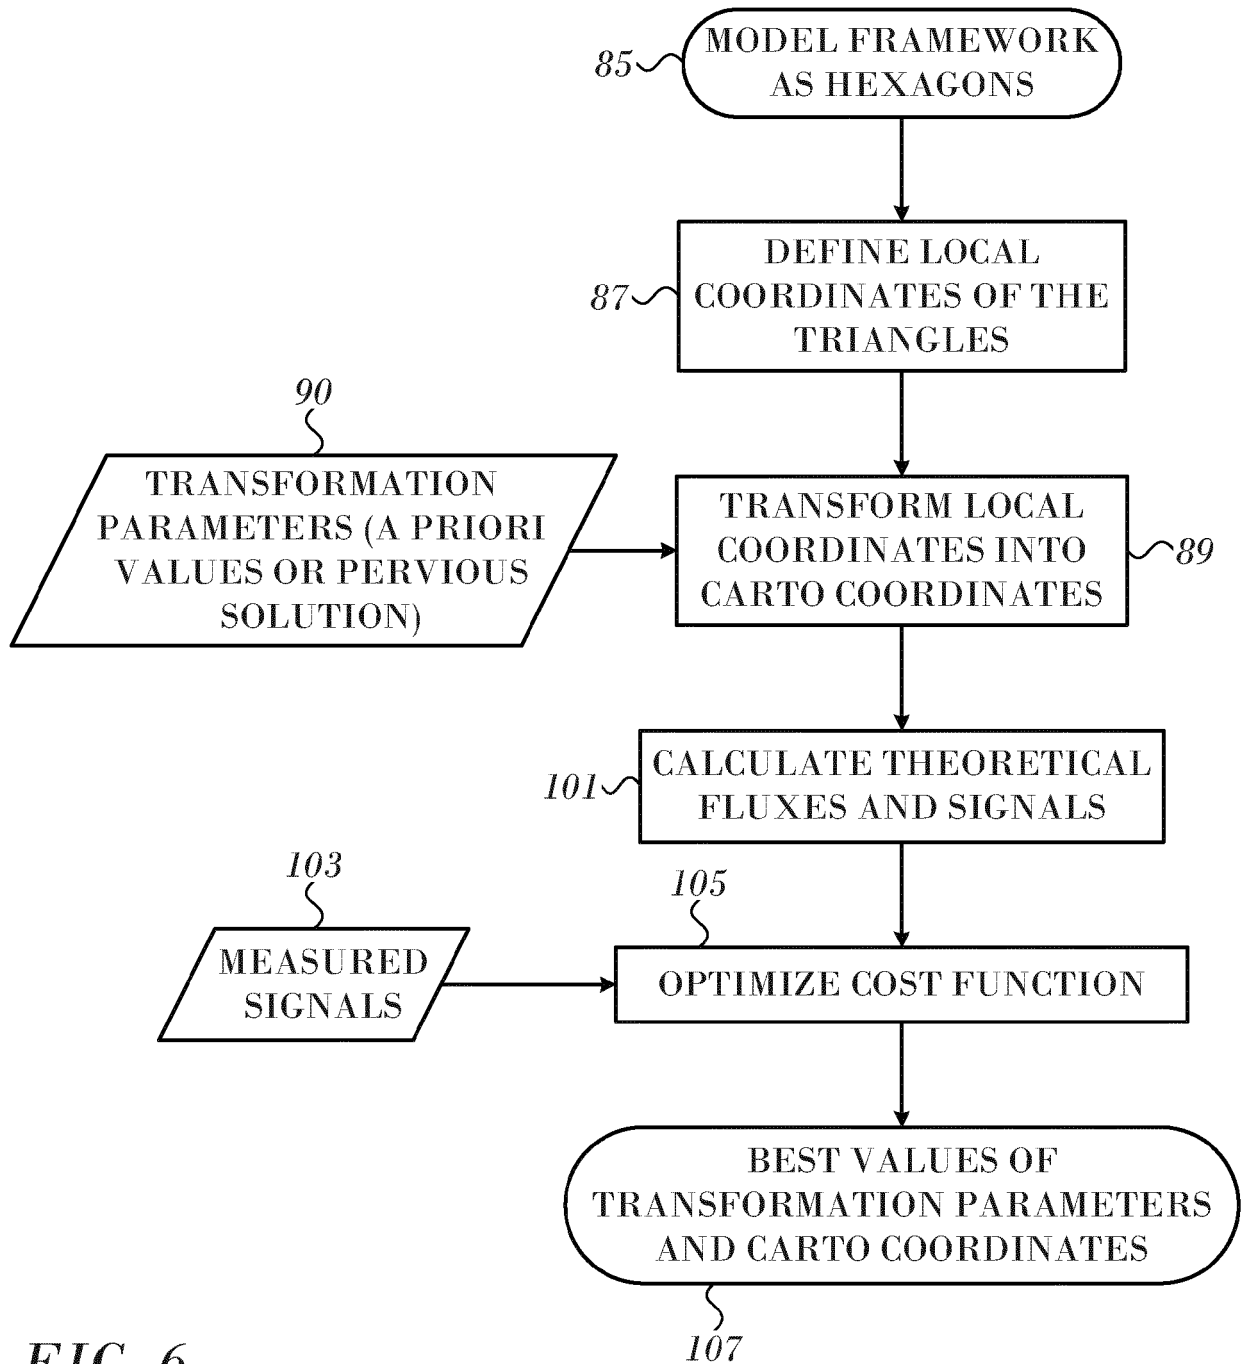 MODEL FRAMEWORK
AS HEXAGONS
85
DEFINE LOCAL
COORDINATES OF THE
TRIANGLES
87
90
TRANSFORMATION
PARAMETERS (A PRIORI
VALUES OR PERVIOUS
SOLUTION)
TRANSFORM LOCAL
COORDINATES INTO
CARTO COORDINATES
89
CALCULATE THEORETICAL
FLUXES AND SIGNALS
101
103
MEASURED
SIGNALS
105
OPTIMIZE COST FUNCTION
BEST VALUES OF
TRANSFORMATION PARAMETERS
AND CARTO COORDINATES
107
FIG. 6